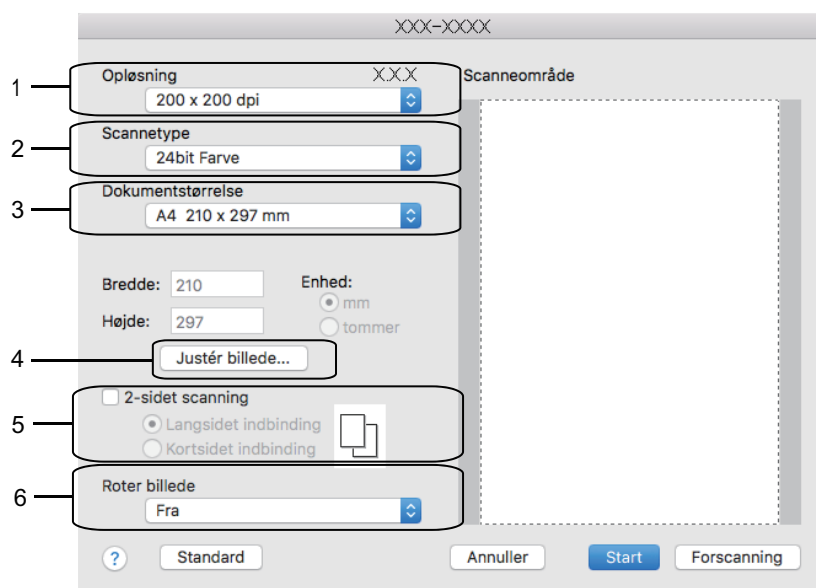 XXX-XXXX
1
Opløsning
XXX
200 x 200 dpi
Scanneområde
2
Scannetype
24bit Farve
3
Dokumentstørrelse
A4 210 x 297 mm
Bredde: 210
Enhed:
mm
Højde: 297
tommer
4
Justér billede...
5
2-sidet scanning
Langsidet indbinding
Kortsidet indbinding
6
Roter billede
Fra
?
Standard
Annuller
Start
Forscanning